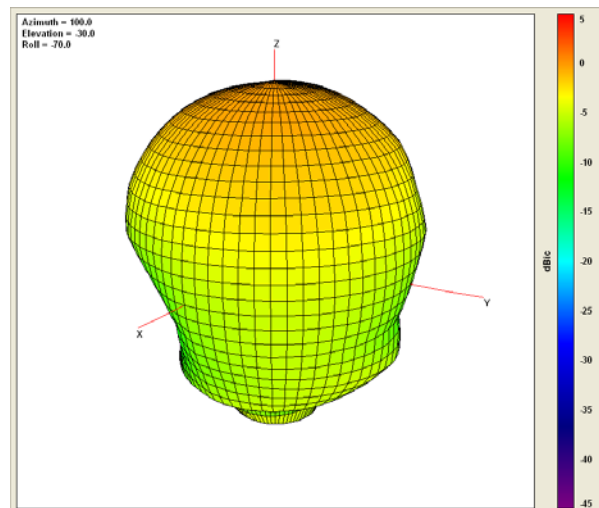 Azimuth = 100.0
Elevation = -30.0
Roll = -70.0
Z
X
Y
5
0
-5
-10
-15
-20
-25
-30
-35
-40
-45
dBic